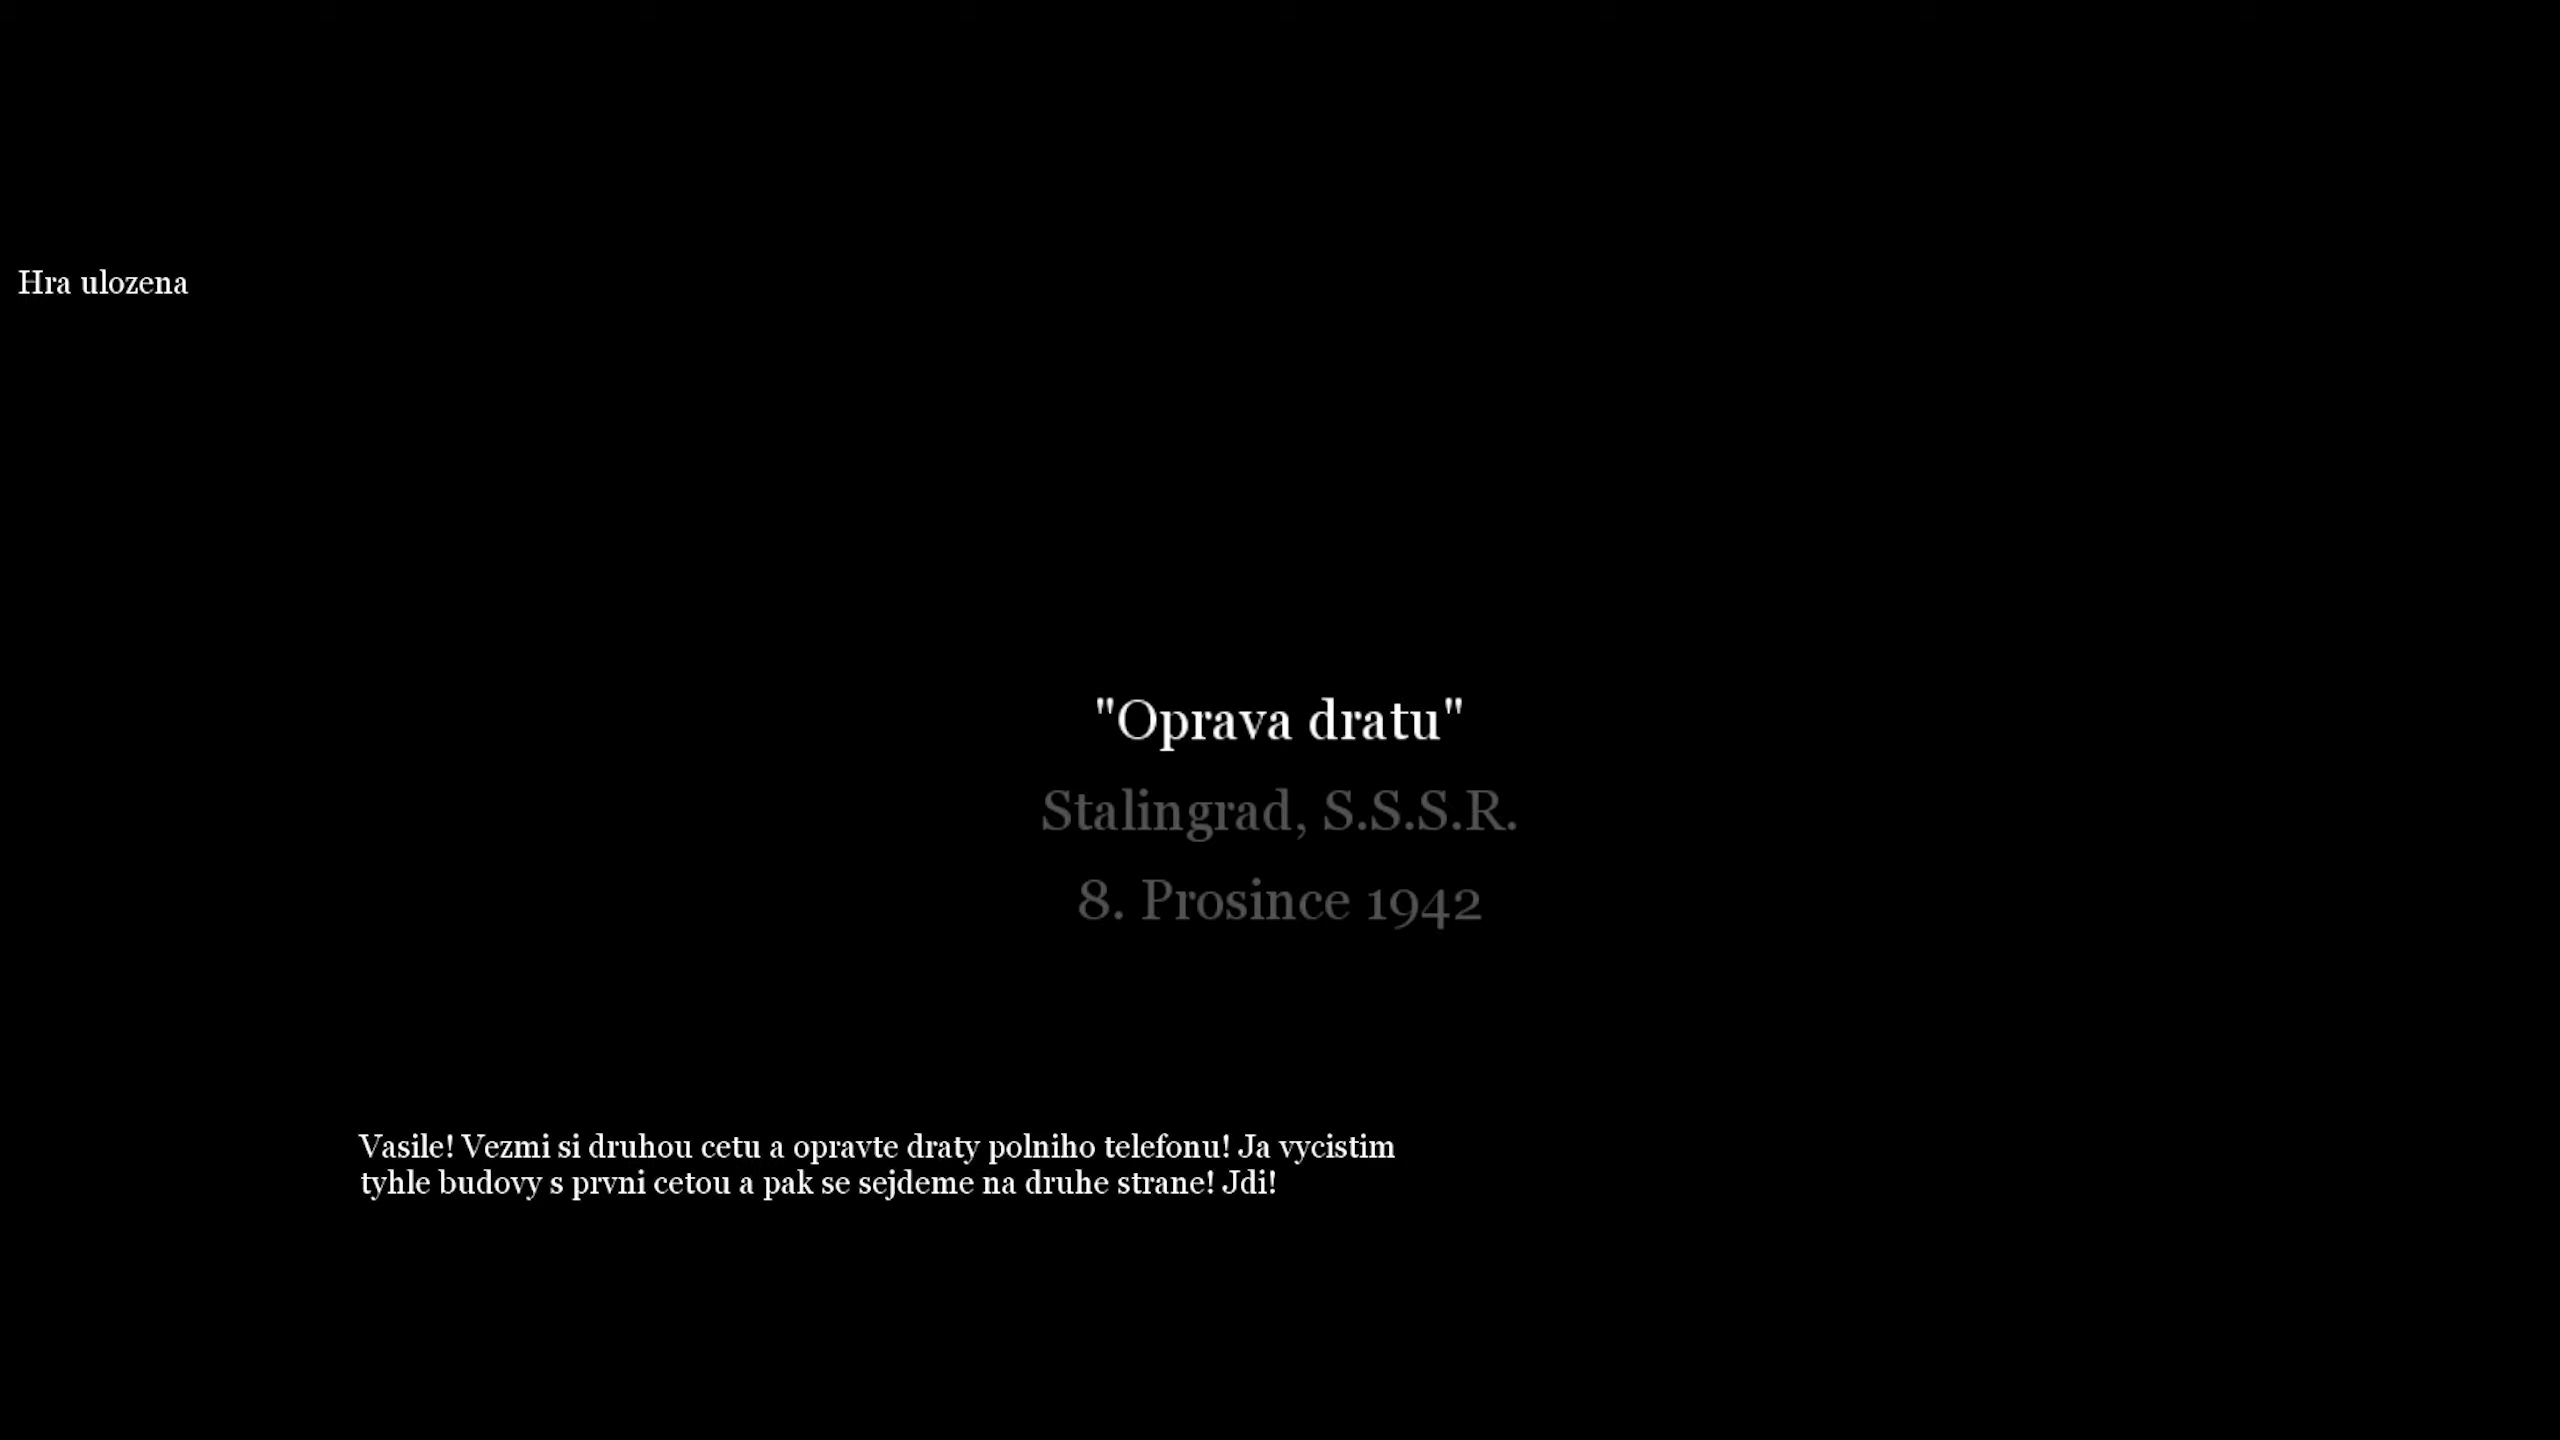 Hra ulozena
"Oprava dratu"
Stalingrad, S.S.S.R.
8. Prosince 1942
Vasile! Vezmi si druhou cetu a opravte draty polniho telefonu! Ja vycistim
tyhle budovy s prvni cetou a pak se sejdeme na druhe strane! Jdi!